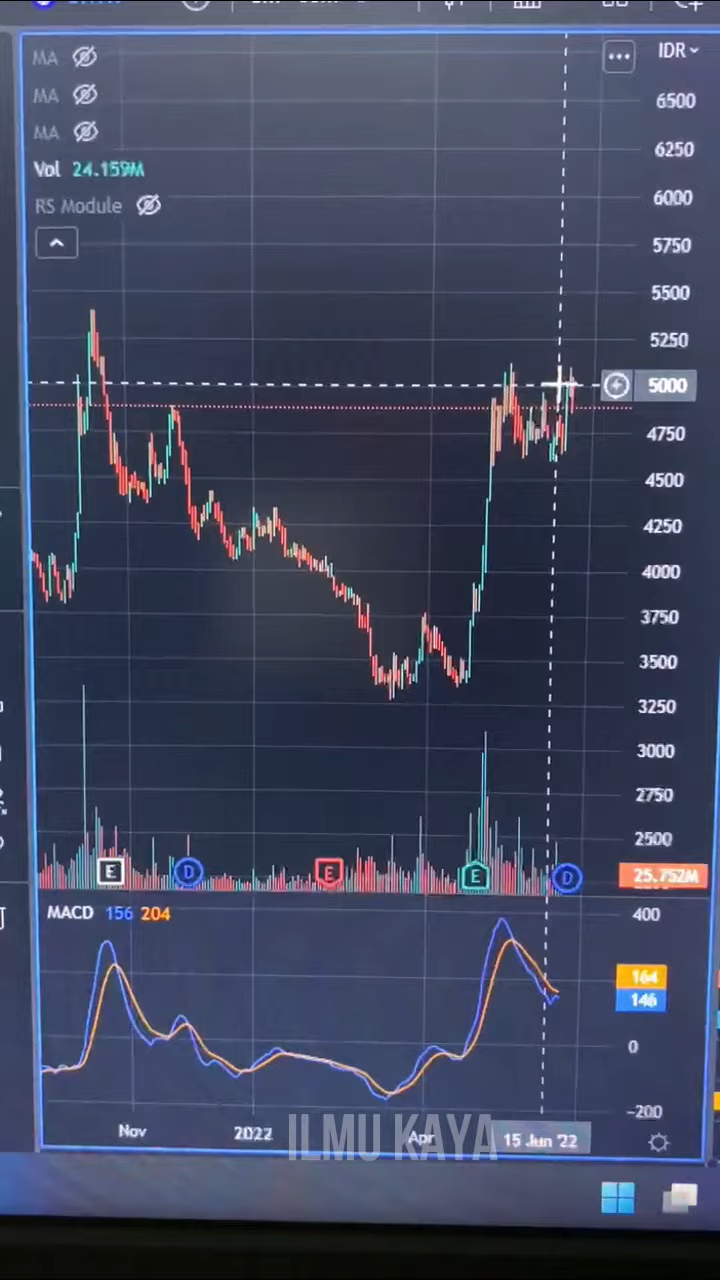 MA
IDR
MA
MA
Vol 24.159M
RS Module
6500
6250
6000
5750
5500
5250
5000
4750
4500
4250
4000
3750
3500
3250
3000
2750
2500
25.752M
E
D
E
E
D
MACD 156 204
400
164
146
0
-200
Nov
2022
Apr
15 Jun '22
ILMU KAYA